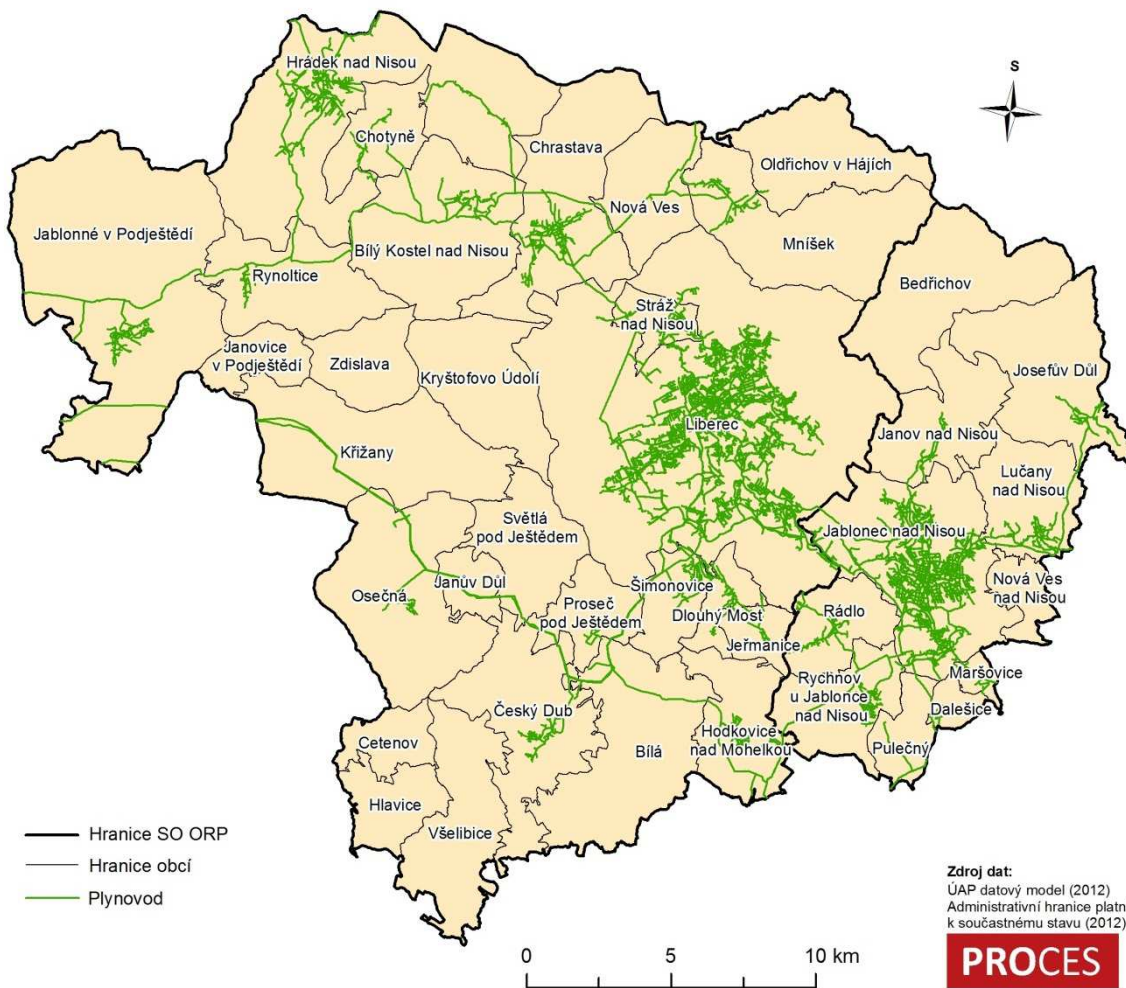 S
Hrádek nad Nisou
Chotyně
Chrastava
Oldřichov v Hájích
Nová Ves
Mníšek
Jablonné v Podještědí
Bílý Kostel nad Nisou
Rynoltice
Bedřichov
Stráž
nad Nisou
Janovice
v Podještědí
Zdislava
Kryštofovo Údolí
Josefův Důl
Liberec
Janov nad Nisou
Křižany
Lučany
nad Nisou
Světlá
pod Ještědem
Jablonec nad Nisou
Osečná
Janův Důl
Šimonovice
Nová Ves
nad Nisou
Proseč
pod Ještědem
Dlouhý Most
Rádlo
Jeřmanice
Maršovice
Rychnov
u Jablonce
nad Nisou
Dalešice
Český Dub
Hodkovice
nad Mohelkou
Bílá
Pulečný
Cetenov
Hlavice
Všelibice
Hranice SO ORP
Hranice obcí
Plynovod
Zdroj dat:
ÚAP datový model (2012)
Administrativní hranice platn
k součastnému stavu (2012)
PROCES
0 5 10 km